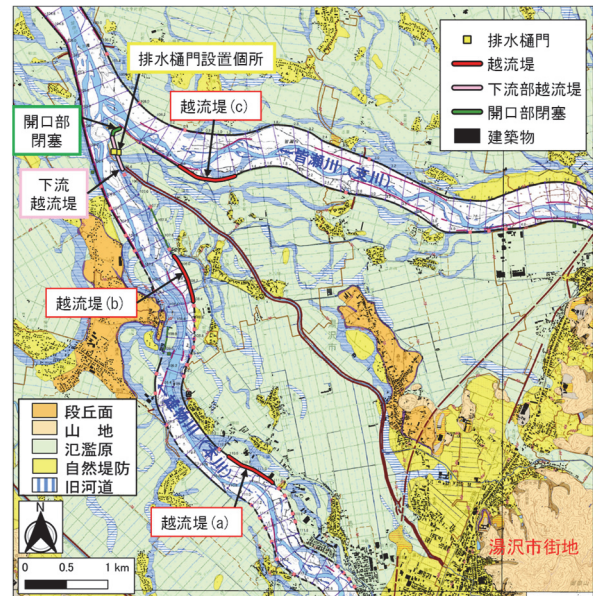 排水樋門設置個所
排水樋門
越流堤
下流部越流堤
開口部閉塞
建築物
越流堤(c)
開口部
閉塞
皆瀬川(支川)
下流
越流堤
越流堤(b)
湯沢市
雄物川(本川)
段丘面
山 地
氾濫原
自然堤防
旧河道
越流堤(a)
湯沢市街地
N
0 0.5 1 km